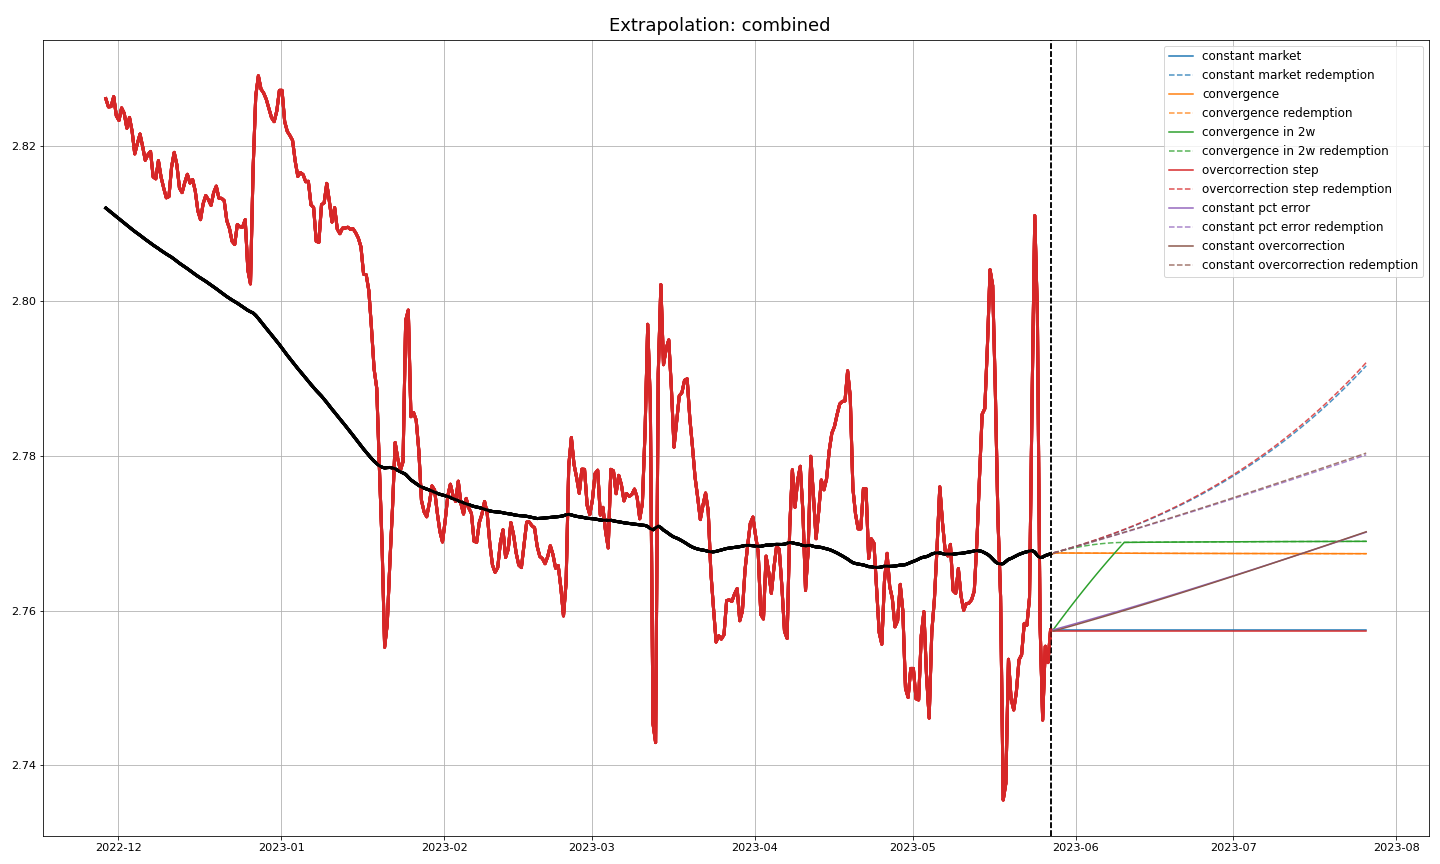 Extrapolation: combined
constant market
constant market redemption
convergence
convergence redemption
convergence in 2w
convergence in 2w redemption
overcorrection step
overcorrection step redemption
constant pct error
constant pct error redemption
constant overcorrection
constant overcorrection redemption
2.82
2.80
2.78
2.76
2.74
2022-12 2023-01 2023-02 2023-03 2023-04 2023-05 2023-06 2023-07 2023-08